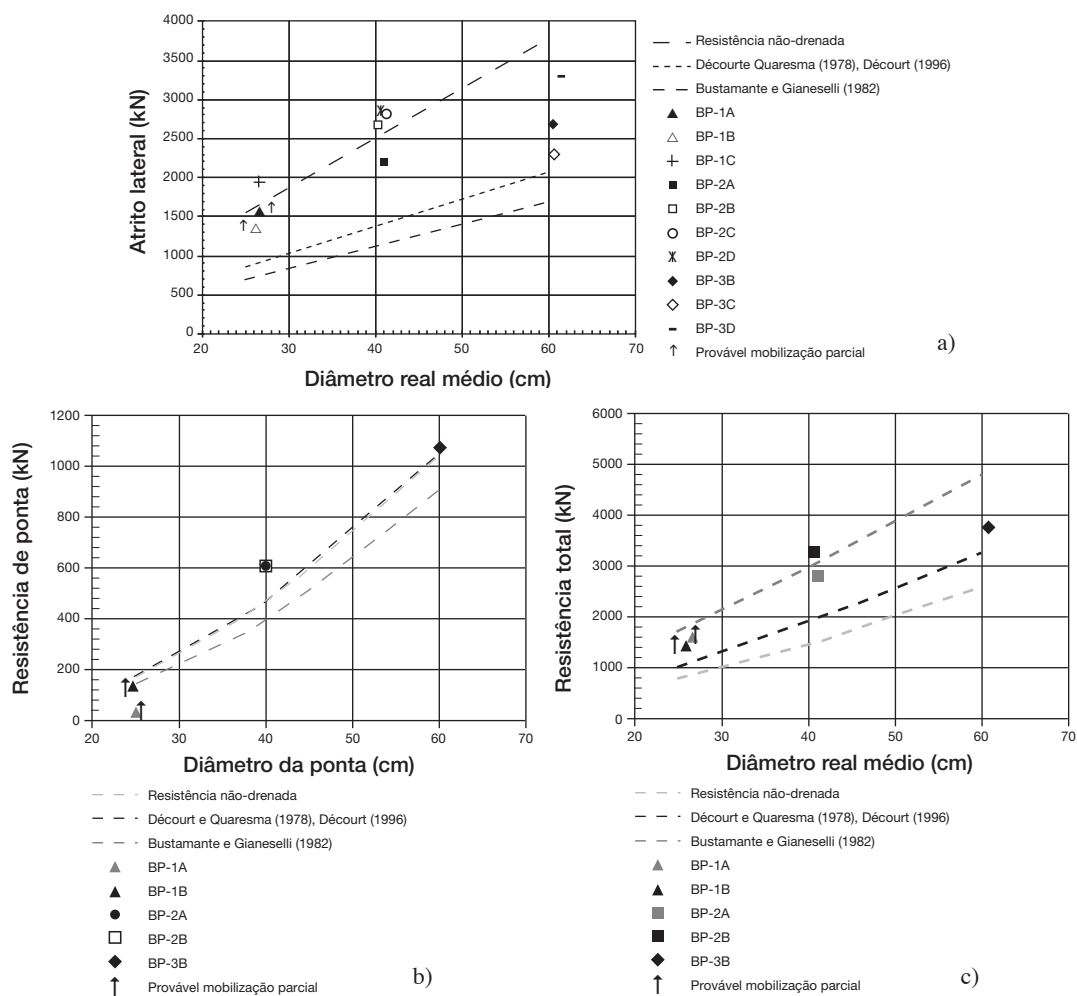 4000
3500
3000
2500
2000
1500
1000
500
0
20 30 40 50 60 70
Atrito lateral (kN)
Diâmetro real médio (cm)
Resistência não-drenada
Décourte Quaresma (1978), Décourt (1996)
Bustamante e Gianeselli (1982)
BP-1A
BP-1B
BP-1C
BP-2A
BP-2B
BP-2C
BP-2D
BP-3B
BP-3C
BP-3D
Provável mobilização parcial
a)
1200
1000
800
600
400
200
0
20 30 40 50 60 70
Resistência de ponta (kN)
Diâmetro da ponta (cm)
Resistência não-drenada
Décourt e Quaresma (1978), Décourt (1996)
Bustamante e Gianeselli (1982)
BP-1A
BP-1B
BP-2A
BP-2B
BP-3B
Provável mobilização parcial
b)
6000
5000
4000
3000
2000
1000
0
20 30 40 50 60 70
Resistência total (kN)
Diâmetro real médio (cm)
Resistência não-drenada
Décourt e Quaresma (1978), Décourt (1996)
Bustamante e Gianeselli (1982)
BP-1A
BP-1B
BP-2A
BP-2B
BP-3B
Provável mobilização parcial
c)